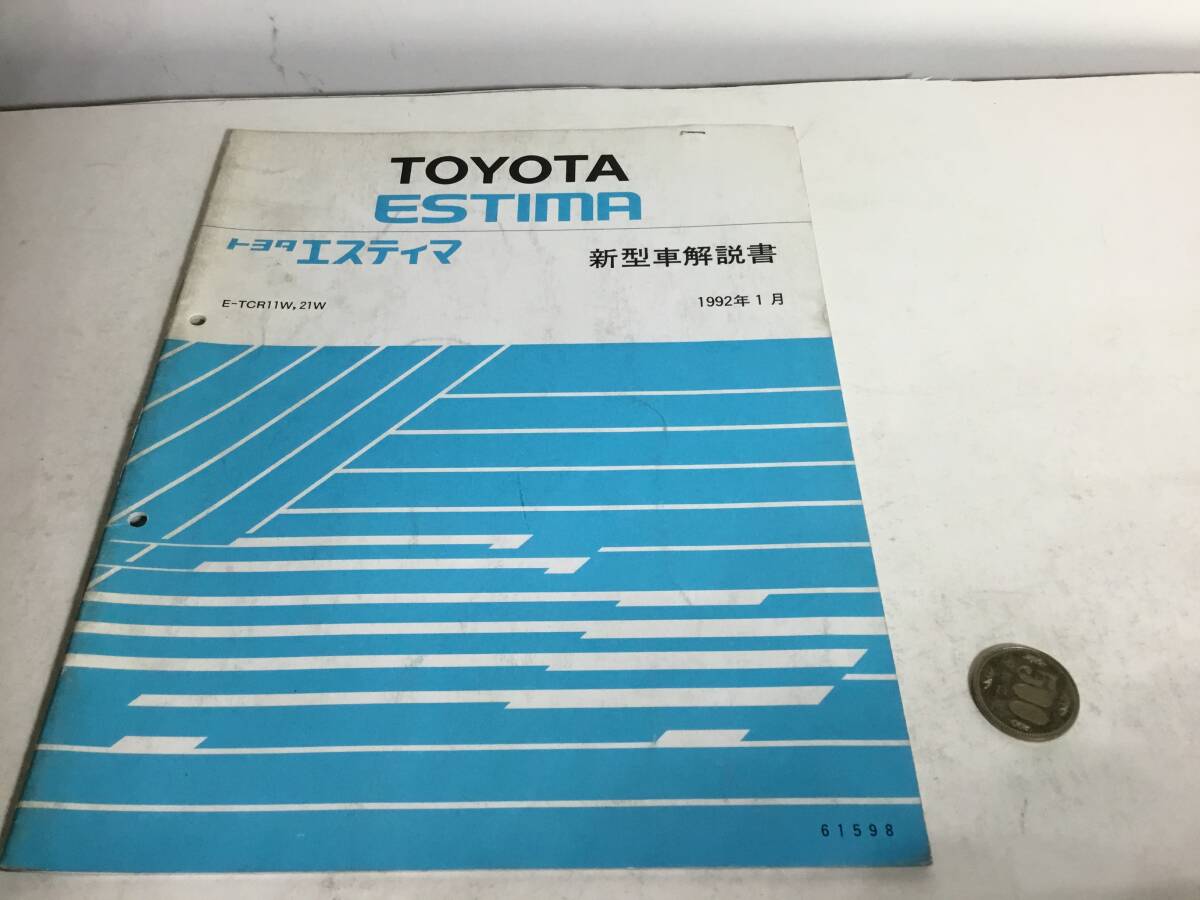 TOYOTA
ESTIMA
トヨタ エスティマ 新型車解説書
E-TCR11W, 21W 1992年1月
61598
500